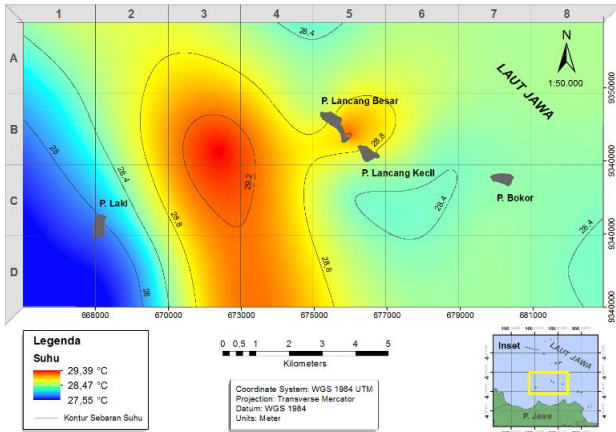 1 2 3 4 5 6 7 8
A
B
C
D
N
1:50.000
LAUT JAWA
P. Lancang Besar
P. Lancang Kecil
P. Bokor
P. Laki
28,4
28,8
28,8
29,2
28,4
28,4
28,8
28,8
28,4
28
28
9350000
9340000
9340000
9340000
668000 670000 673000 675000 677000 679000 681000
Legenda
Suhu
29,39 °C
28,47 °C
27,55 °C
Kontur Sebaran Suhu
0 0,5 1 2 3 4 5
Kilometers
Coordinate System: WGS 1984 UTM
Projection: Transverse Mercator
Datum: WGS 1984
Units: Meter
Inset
LAUT JAWA
P. Jawa